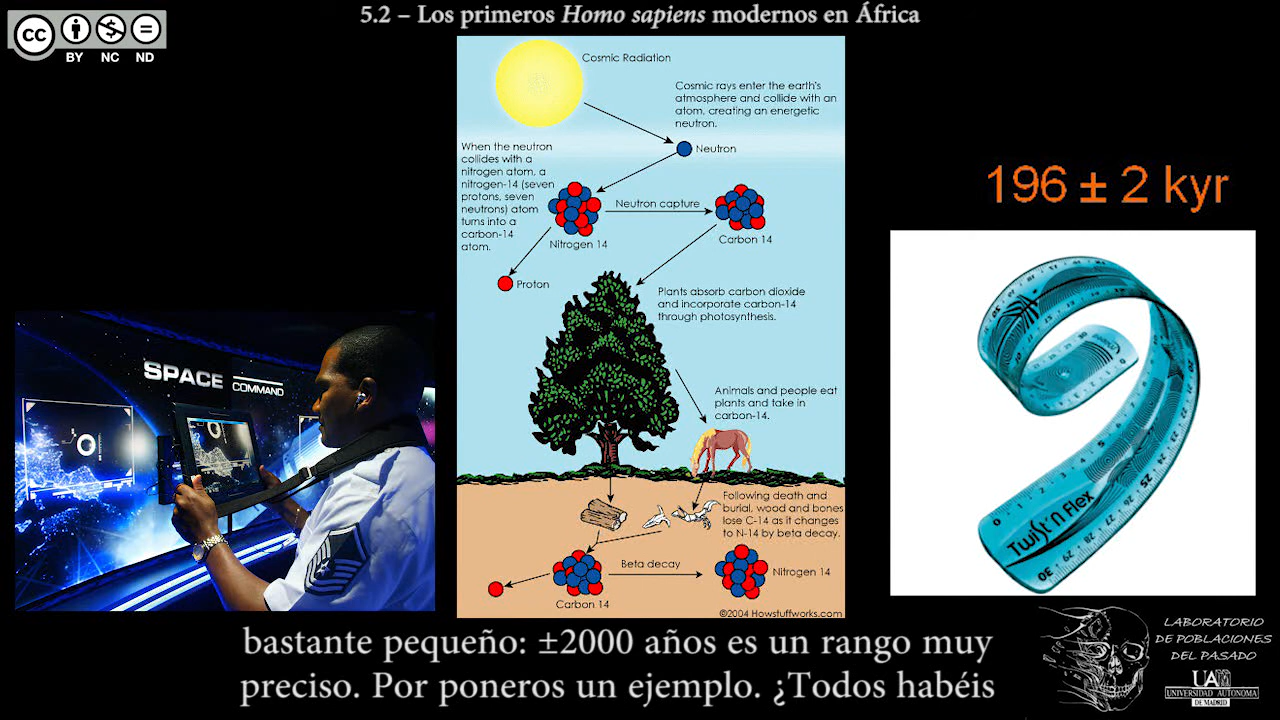 5.2 – Los primeros Homo sapiens modernos en África
cc
BY NC ND
Cosmic Radiation
Cosmic rays enter the earth's
atmosphere and collide with an
atom, creating an energetic
neutron.
Neutron
When the neutron
collides with a
nitrogen atom, a
nitrogen-14 (seven
protons, seven
neutrons) atom
turns into a
carbon-14
atom.
Neutron capture
Nitrogen 14
Carbon 14
Proton
Plants absorb carbon dioxide
and incorporate carbon-14
through photosynthesis.
Animals and people eat
plants and take in
carbon-14.
Following death and
burial, wood and bones
lose C-14 as it changes
to N-14 by beta decay.
Beta decay
Nitrogen 14
Carbon 14
©2004 Howstuffworks.com
SPACE
COMMAND
196 ± 2 kyr
Twist'n Flex
bastante pequeño: ±2000 años es un rango muy
preciso. Por poneros un ejemplo. ¿Todos habéis
LABORATORIO
DE POBLACIONES
DEL PASADO
UAM
UNIVERSIDAD AUTONOMA
DE MADRID